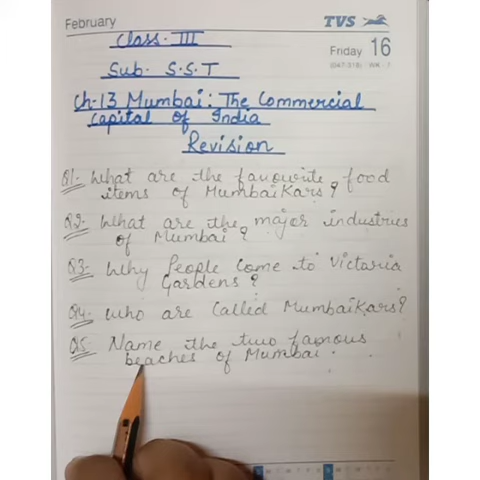 February
TVS
Friday 16
Class - III
Sub- S.S.T
Ch-13 Mumbai: The Commercial
Capital of India
Revision
Q1- What are the favourite food
items of MumbaiKars?
Q2- What are the major industries
of Mumbai?
Q3- Why People Come to Victoria
Gardens?
Q4- Who are Called MumbaiKars?
Q5- Name the two famous
beaches of Mumbai.